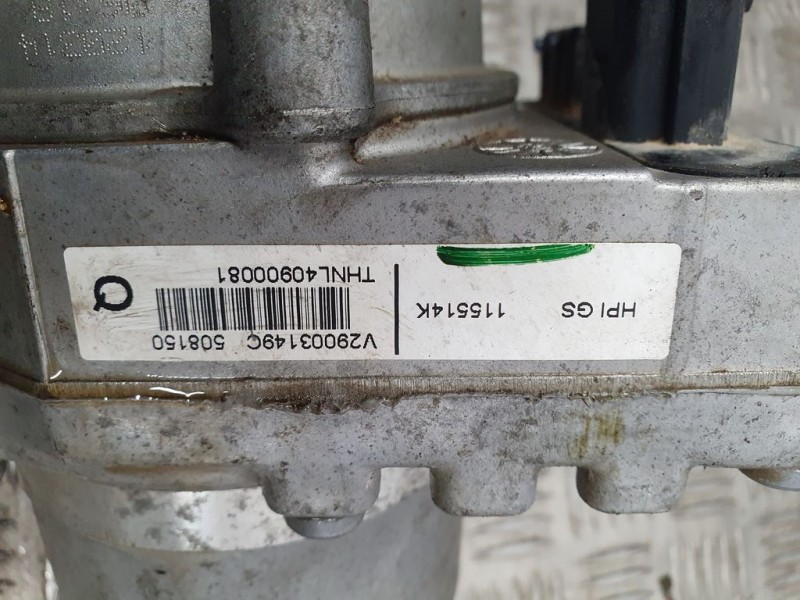 HPI GS 115514K
V29003149C 508150
THNL40900081
Q